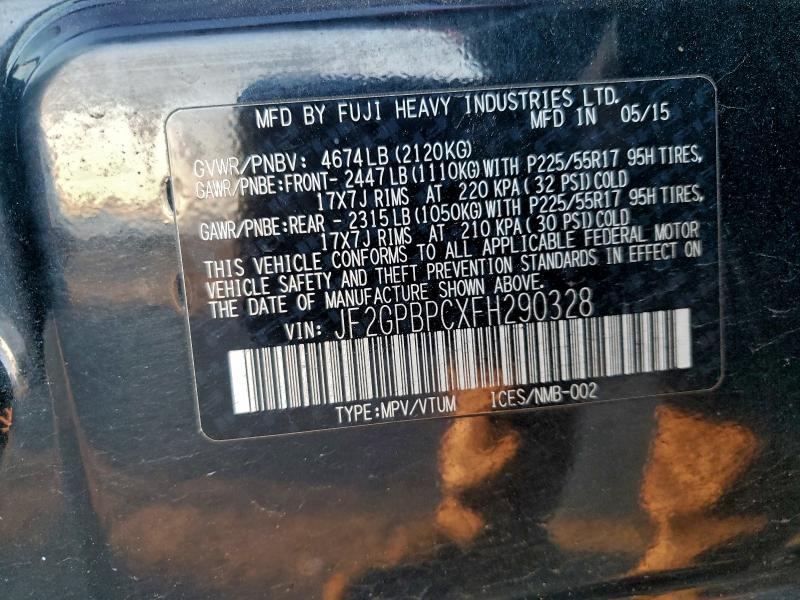 MFD BY FUJI HEAVY INDUSTRIES LTD.
MFD IN 05/15
GVWR/PNBV: 4674LB(2120KG)
GAWR/PNBE:FRONT-2447LB(1110KG)WITH P225/55R17 95H TIRES,
17X7J RIMS AT 220 KPA(32 PSI)COLD
GAWR/PNBE:REAR -2315LB(1050KG)WITH P225/55R17 95H TIRES,
17X7J RIMS AT 210 KPA(30 PSI)COLD
THIS VEHICLE CONFORMS TO ALL APPLICABLE FEDERAL MOTOR
VEHICLE SAFETY AND THEFT PREVENTION STANDARDS IN EFFECT ON
THE DATE OF MANUFACTURE SHOWN ABOVE.
VIN: JF2GPBPCXFH290328
TYPE:MPV/VTUM ICES/NMB-002